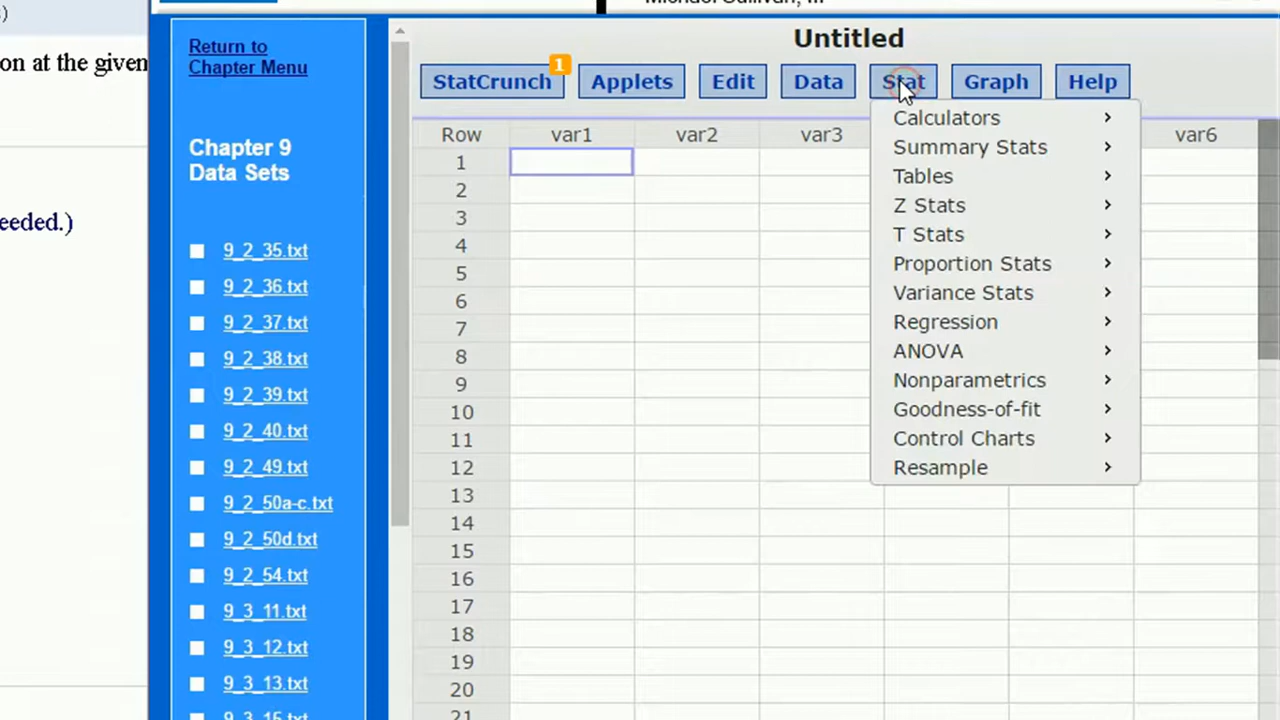 )
on at the given
eeded.)
Return to
Chapter Menu
Chapter 9
Data Sets
9_2_35.txt
9_2_36.txt
9_2_37.txt
9_2_38.txt
9_2_39.txt
9_2_40.txt
9_2_49.txt
9_2_50a-c.txt
9_2_50d.txt
9_2_54.txt
9_3_11.txt
9_3_12.txt
9_3_13.txt
Untitled
StatCrunch 1 Applets Edit Data Stat Graph Help
Row var1 var2 var3 var6
1
2
3
4
5
6
7
8
9
10
11
12
13
14
15
16
17
18
19
20
21
Calculators
Summary Stats
Tables
Z Stats
T Stats
Proportion Stats
Variance Stats
Regression
ANOVA
Nonparametrics
Goodness-of-fit
Control Charts
Resample